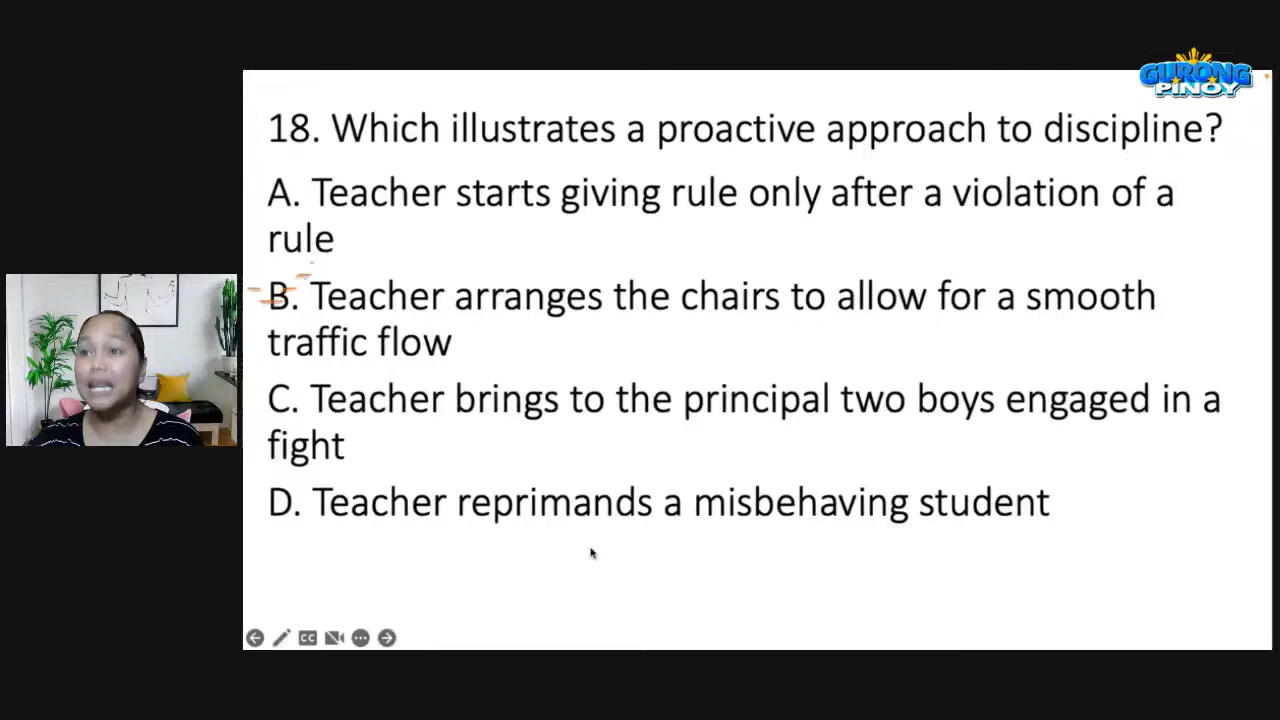 GURONG
PINOY
18. Which illustrates a proactive approach to discipline?
A. Teacher starts giving rule only after a violation of a
rule
B. Teacher arranges the chairs to allow for a smooth
traffic flow
C. Teacher brings to the principal two boys engaged in a
fight
D. Teacher reprimands a misbehaving student
CC